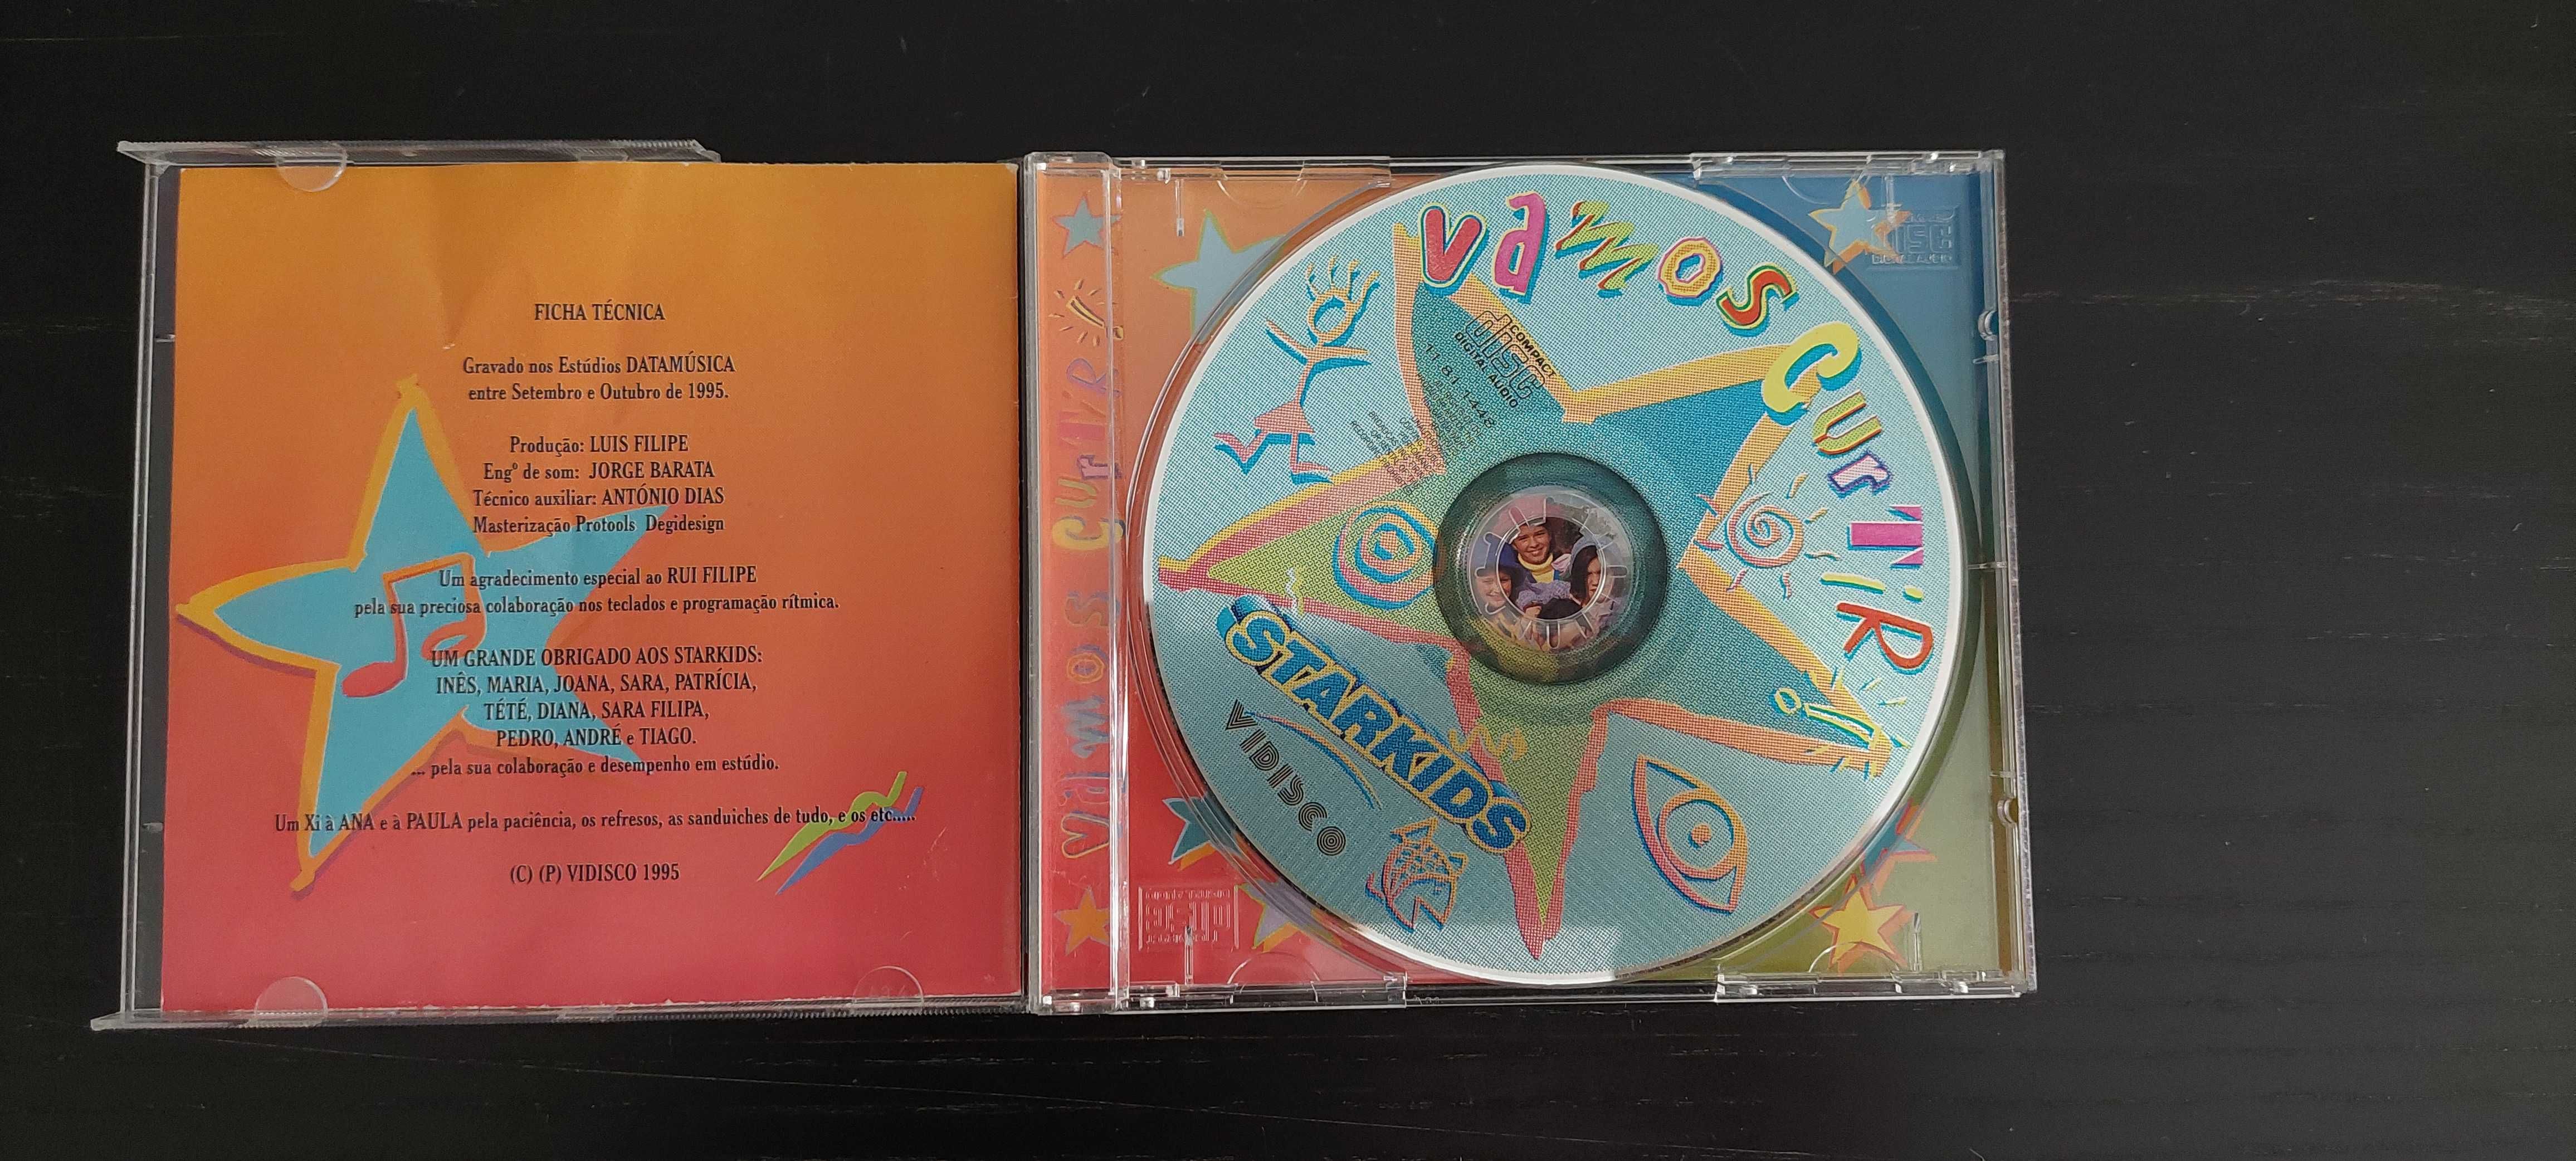 FICHA TÉCNICA
Gravado nos Estúdios DATAMÚSICA
entre Setembro e Outubro de 1995.
Produção: LUIS FILIPE
Engº de som: JORGE BARATA
Técnico auxiliar: ANTÓNIO DIAS
Masterização Protools Degidesign
Um agradecimento especial ao RUI FILIPE
pela sua preciosa colaboração nos teclados e programação rítmica.
UM GRANDE OBRIGADO AOS STARKIDS:
INÊS, MARIA, JOANA, SARA, PATRÍCIA,
TÉTÉ, DIANA, SARA FILIPA,
PEDRO, ANDRÉ e TIAGO.
... pela sua colaboração e desempenho em estúdio.
Um Xi à ANA e à PAULA pela paciência, os refresos, as sanduiches de tudo, e os etc.....
(C) (P) VIDISCO 1995
vamos curtir!
vamos curtir!
COMPACT
disc
DIGITAL AUDIO
STARKIDS
VIDISCO